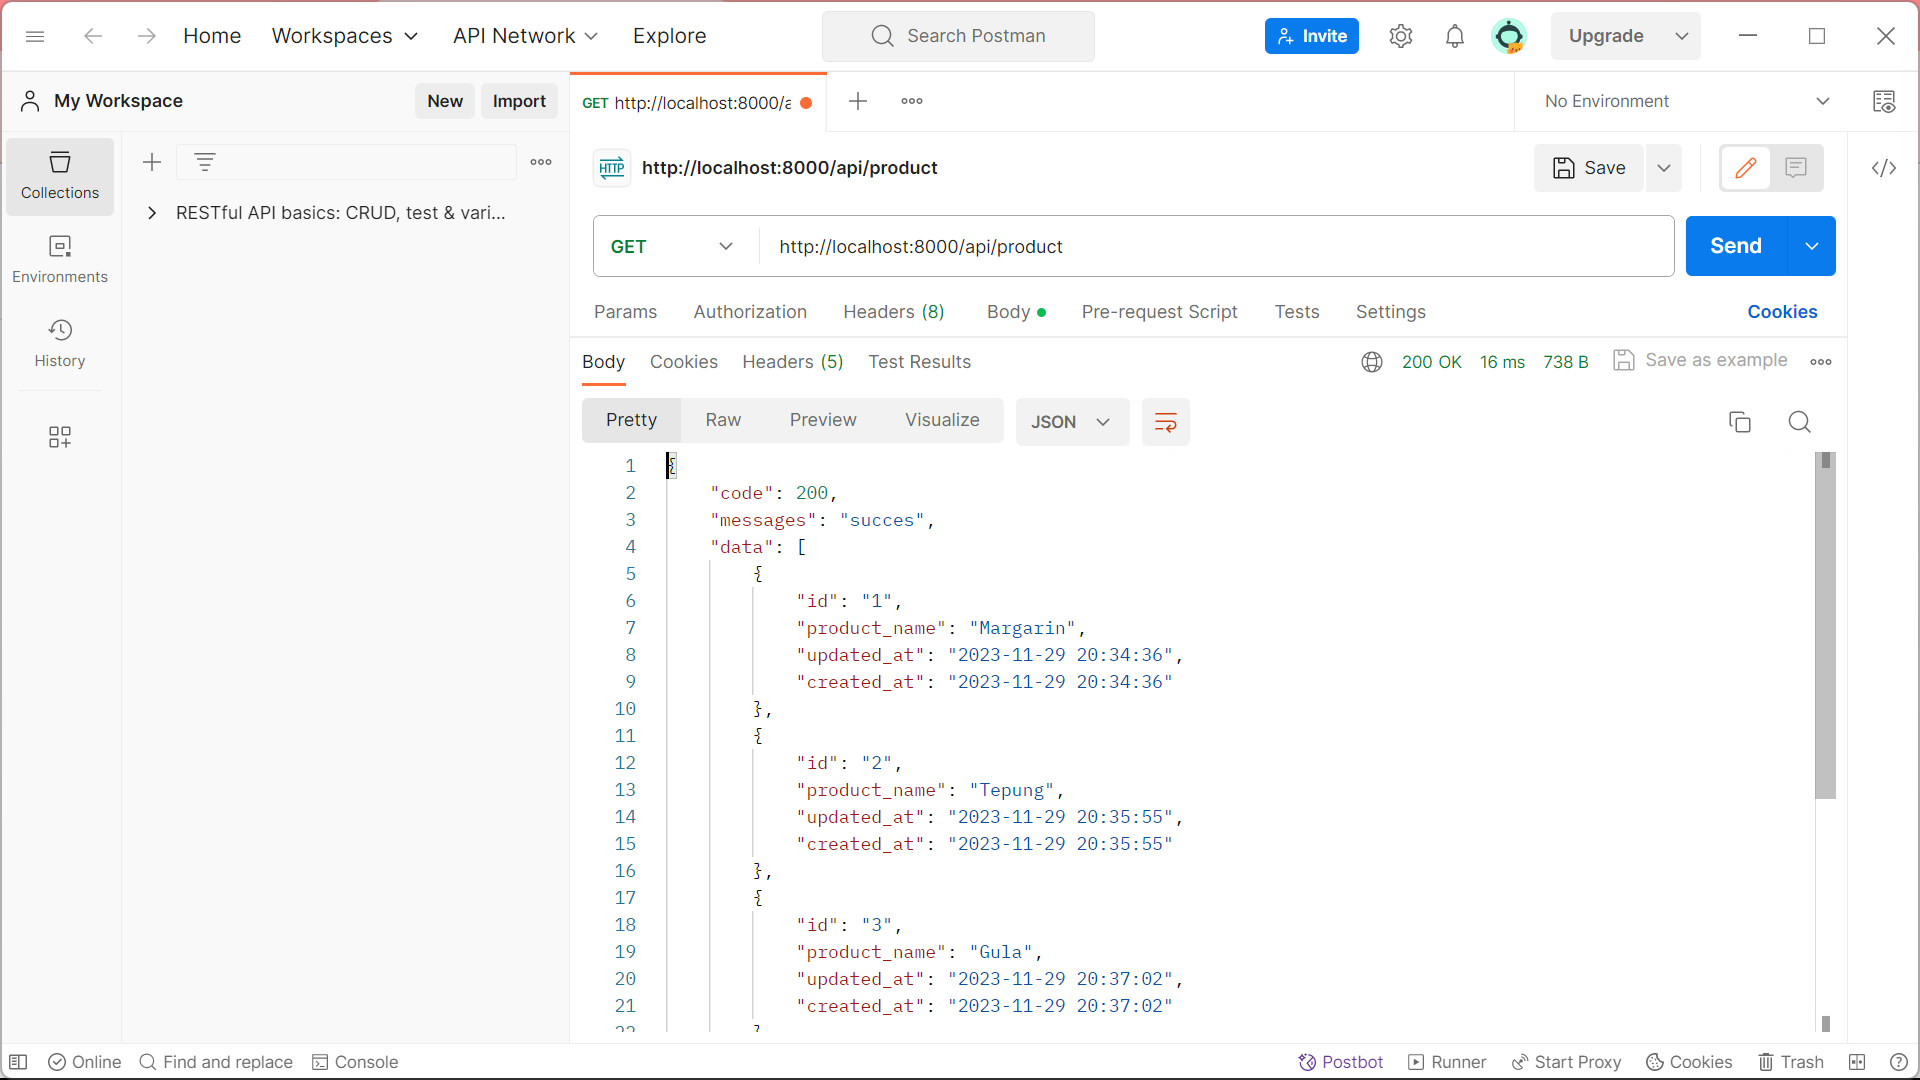 Home Workspaces API Network Explore Search Postman Invite Upgrade
My Workspace New Import GET http://localhost:8000/a No Environment
Collections
Environments
History
RESTful API basics: CRUD, test & vari...
HTTP http://localhost:8000/api/product Save
GET http://localhost:8000/api/product Send
Params Authorization Headers (8) Body Pre-request Script Tests Settings Cookies
Body Cookies Headers (5) Test Results 200 OK 16 ms 738 B Save as example
Pretty Raw Preview Visualize JSON
1 {
2 "code": 200,
3 "messages": "succes",
4 "data": [
5 {
6 "id": "1",
7 "product_name": "Margarin",
8 "updated_at": "2023-11-29 20:34:36",
9 "created_at": "2023-11-29 20:34:36"
10 },
11 {
12 "id": "2",
13 "product_name": "Tepung",
14 "updated_at": "2023-11-29 20:35:55",
15 "created_at": "2023-11-29 20:35:55"
16 },
17 {
18 "id": "3",
19 "product_name": "Gula",
20 "updated_at": "2023-11-29 20:37:02",
21 "created_at": "2023-11-29 20:37:02"
Online Find and replace Console Postbot Runner Start Proxy Cookies Trash